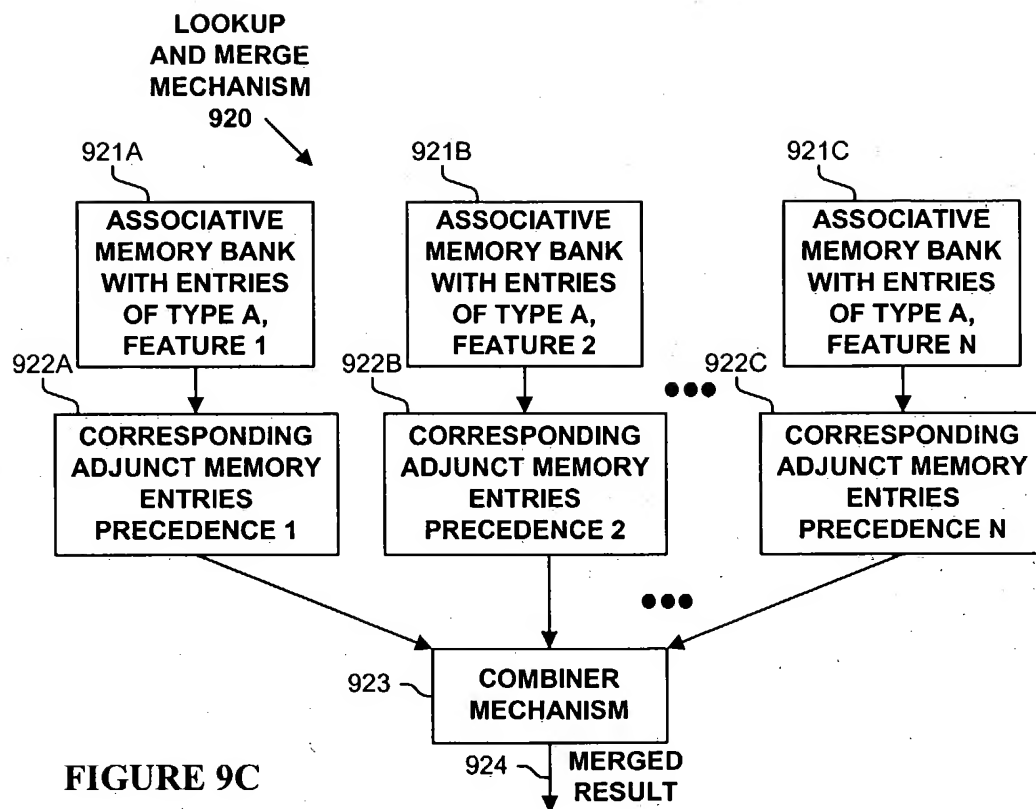 LOOKUP
AND MERGE
MECHANISM
920
921A
ASSOCIATIVE
MEMORY BANK
WITH ENTRIES
OF TYPE A,
FEATURE 1
921B
ASSOCIATIVE
MEMORY BANK
WITH ENTRIES
OF TYPE A,
FEATURE 2
921C
ASSOCIATIVE
MEMORY BANK
WITH ENTRIES
OF TYPE A,
FEATURE N
922A
CORRESPONDING
ADJUNCT MEMORY
ENTRIES
PRECEDENCE 1
922B
CORRESPONDING
ADJUNCT MEMORY
ENTRIES
PRECEDENCE 2
922C
CORRESPONDING
ADJUNCT MEMORY
ENTRIES
PRECEDENCE N
923
COMBINER
MECHANISM
924
MERGED
RESULT
FIGURE 9C